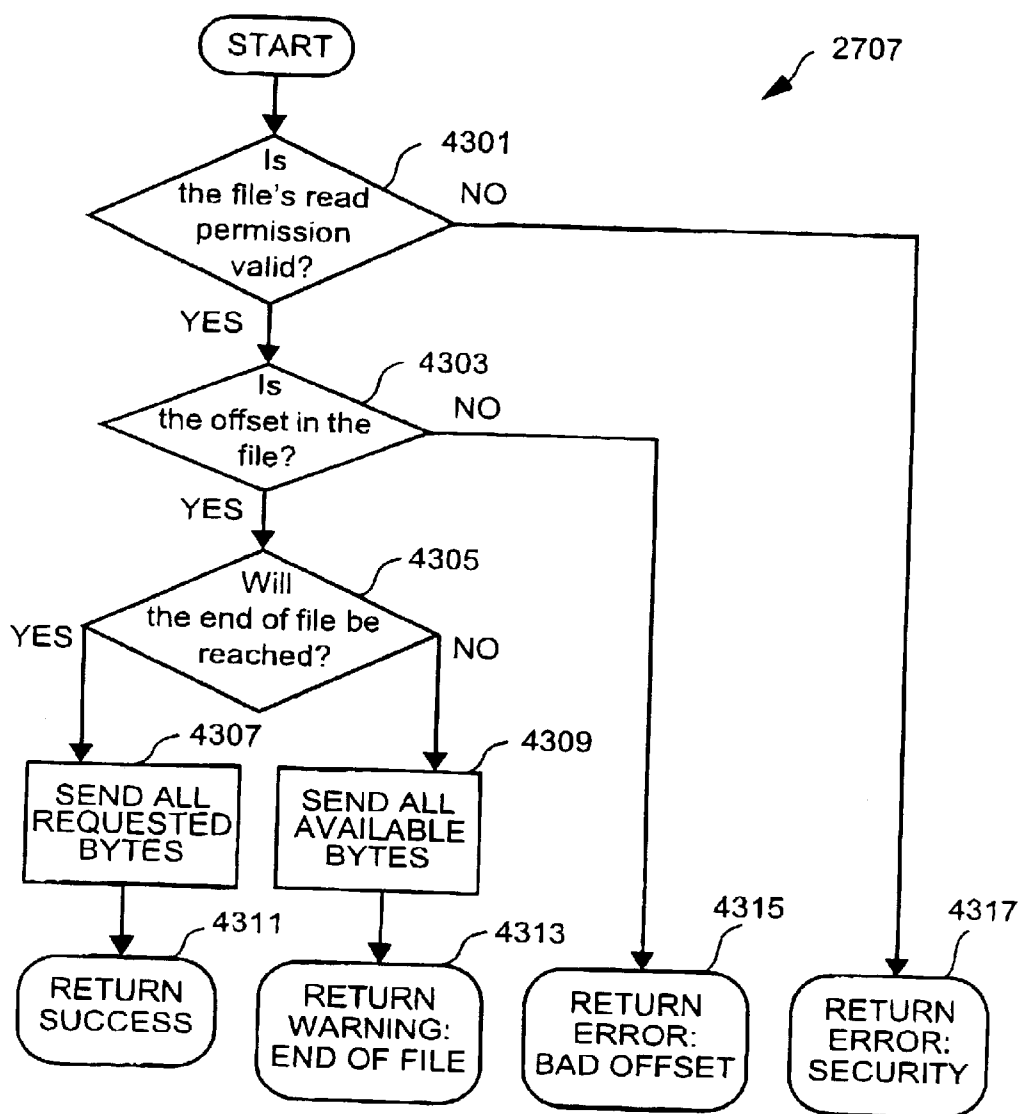 START
2707
4301
Is
the file's read
permission
valid?
NO
YES
4303
Is
the offset in the
file?
NO
YES
4305
Will
the end of file be
reached?
YES
NO
4307
SEND ALL
REQUESTED
BYTES
4309
SEND ALL
AVAILABLE
BYTES
4311
RETURN
SUCCESS
4313
RETURN
WARNING:
END OF FILE
4315
RETURN
ERROR:
BAD OFFSET
4317
RETURN
ERROR:
SECURITY